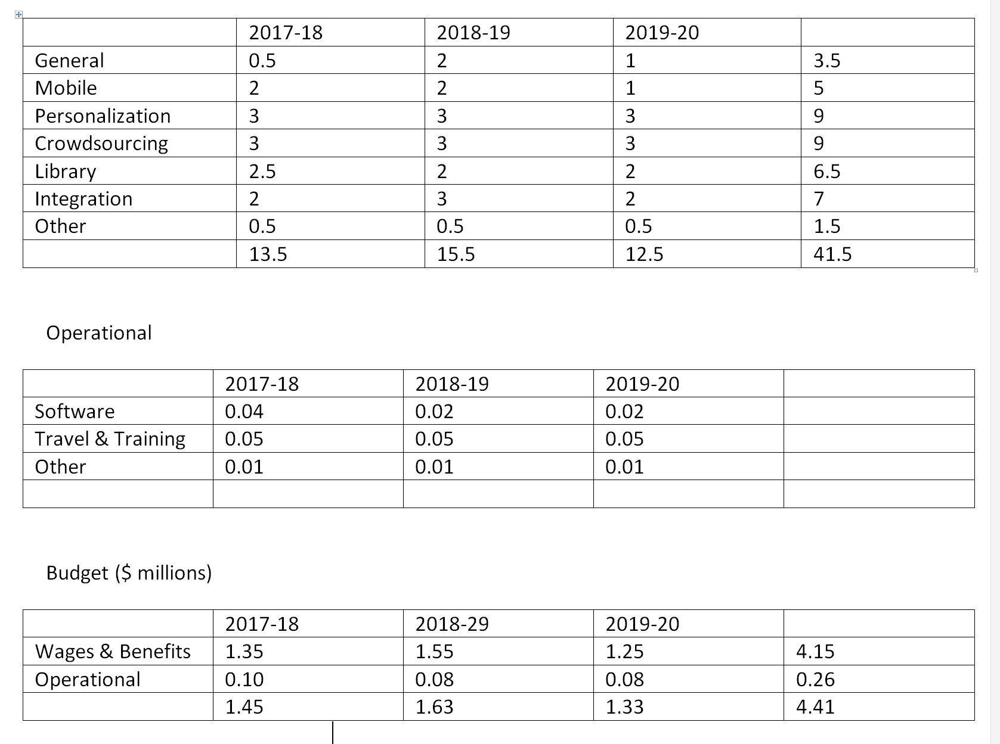 2017-18 2018-19 2019-20
General 0.5 2 1 3.5
Mobile 2 2 1 5
Personalization 3 3 3 9
Crowdsourcing 3 3 3 9
Library 2.5 2 2 6.5
Integration 2 3 2 7
Other 0.5 0.5 0.5 1.5
13.5 15.5 12.5 41.5
Operational
2017-18 2018-19 2019-20
Software 0.04 0.02 0.02
Travel & Training 0.05 0.05 0.05
Other 0.01 0.01 0.01
Budget ($ millions)
2017-18 2018-29 2019-20
Wages & Benefits 1.35 1.55 1.25 4.15
Operational 0.10 0.08 0.08 0.26
1.45 1.63 1.33 4.41